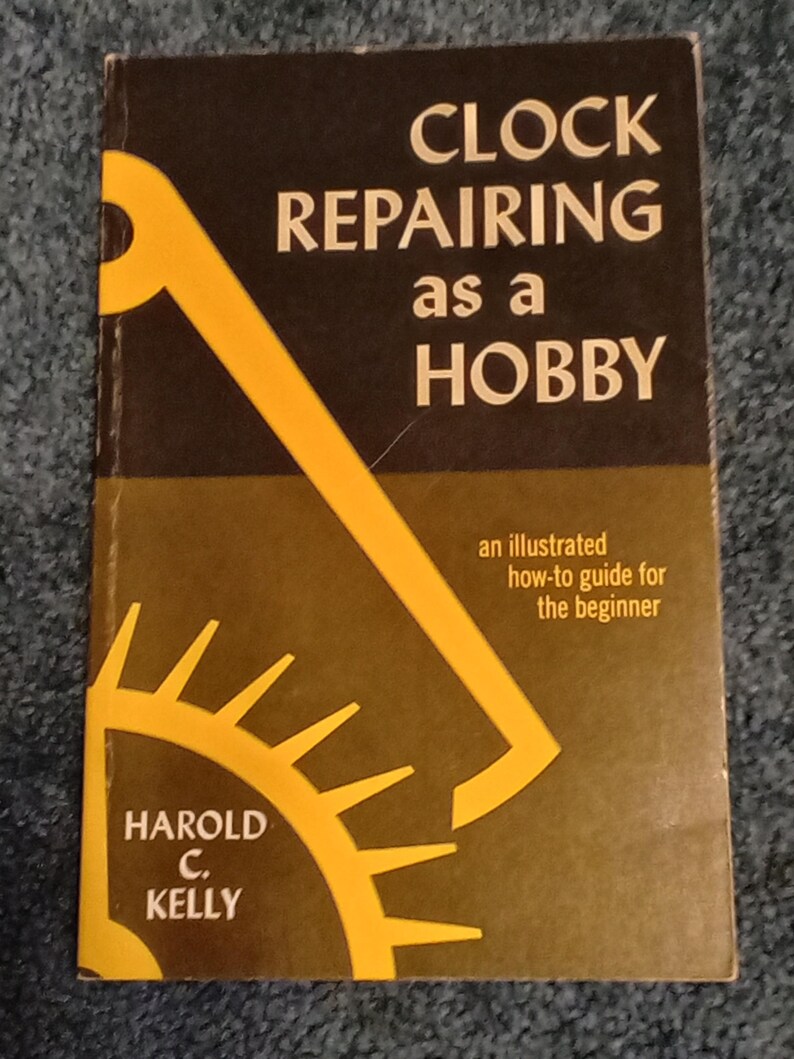 CLOCK
REPAIRING
as a
HOBBY
an illustrated
how-to guide for
the beginner
HAROLD
C.
KELLY